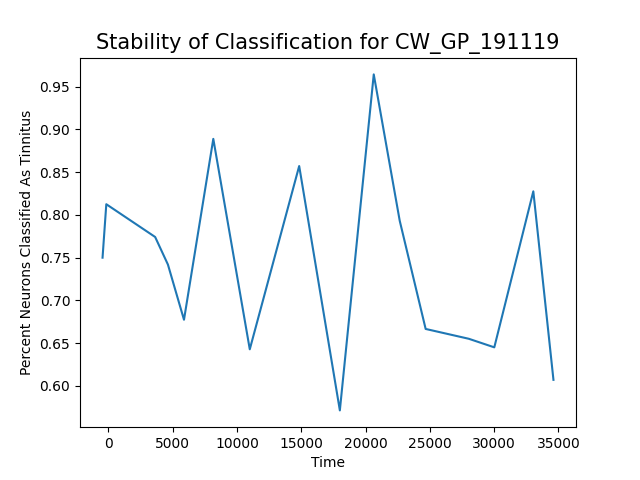 Stability of Classification for CW_GP_191119
Percent Neurons Classified As Tinnitus
0.95
0.90
0.85
0.80
0.75
0.70
0.65
0.60
0 5000 10000 15000 20000 25000 30000 35000
Time